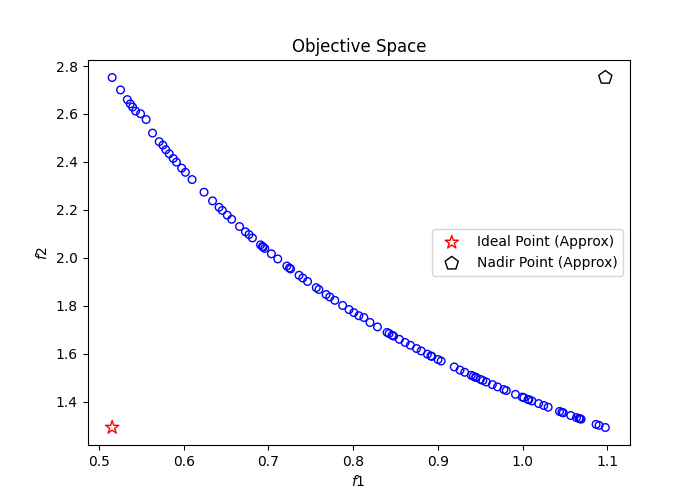 Objective Space
2.8
2.6
2.4
2.2
2.0
1.8
1.6
1.4
f2
Ideal Point (Approx)
Nadir Point (Approx)
0.5 0.6 0.7 0.8 0.9 1.0 1.1
f1